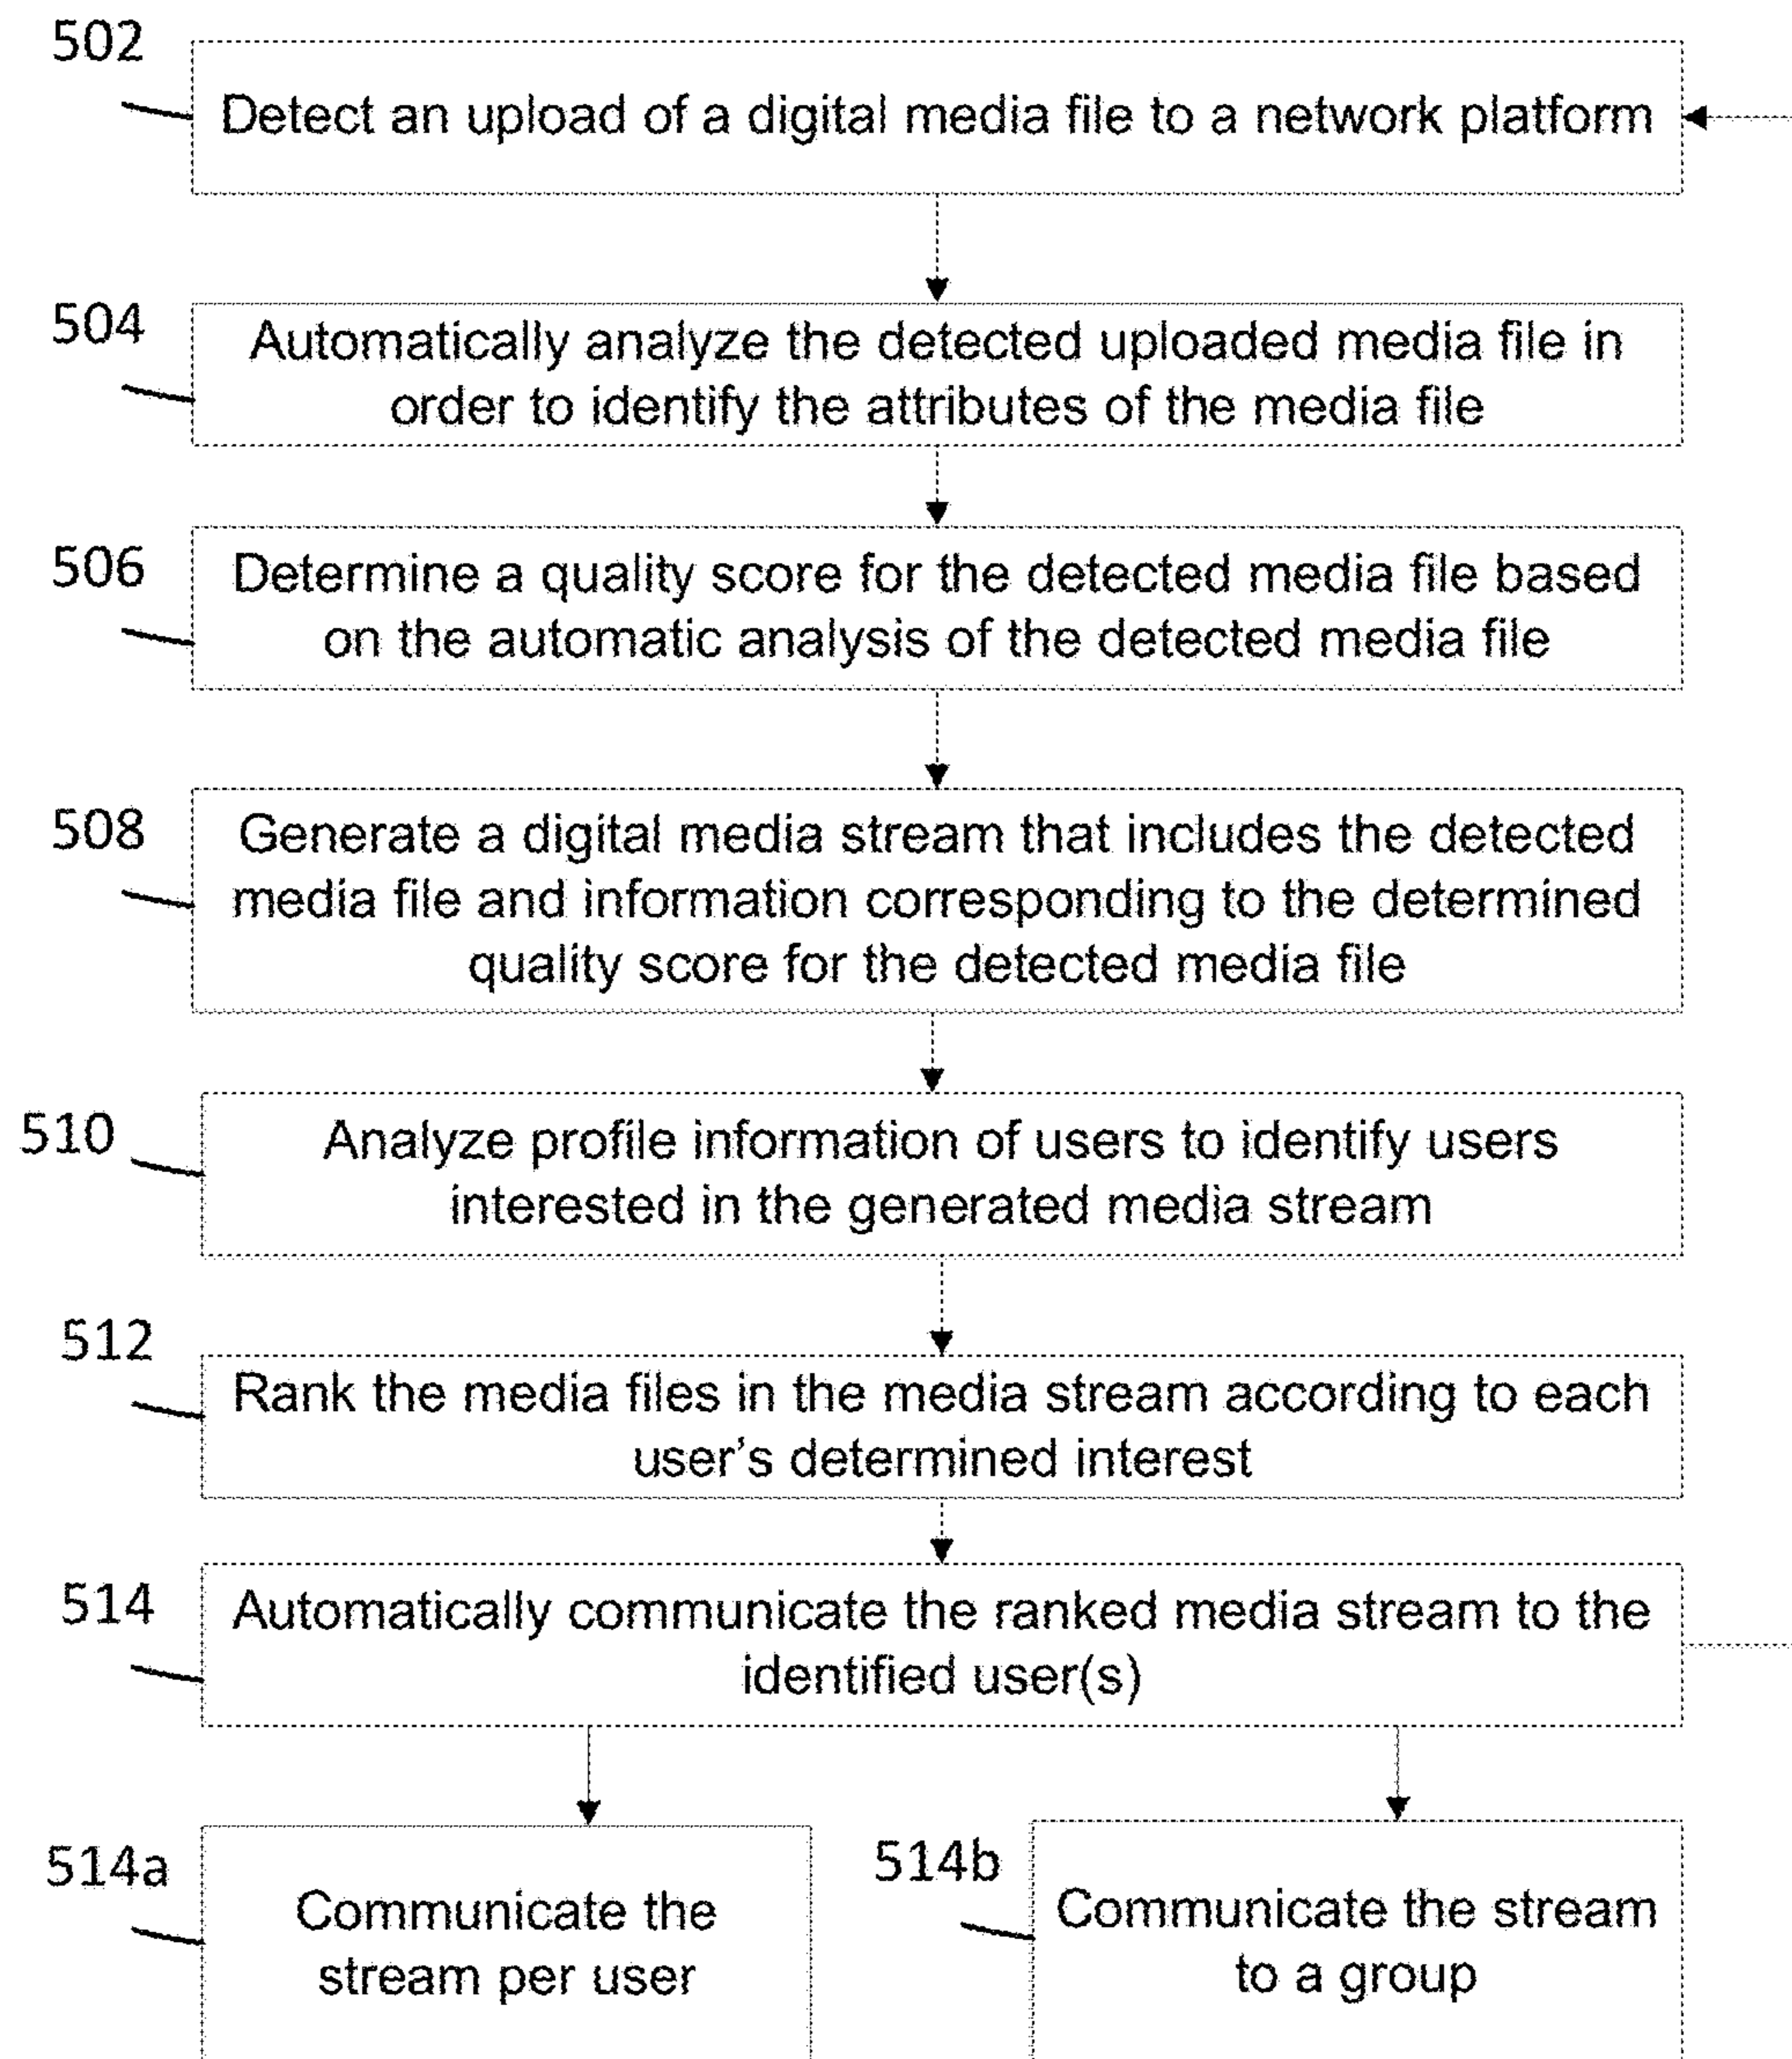 502
Detect an upload of a digital media file to a network platform
504
Automatically analyze the detected uploaded media file in
order to identify the attributes of the media file
506
Determine a quality score for the detected media file based
on the automatic analysis of the detected media file
508
Generate a digital media stream that includes the detected
media file and information corresponding to the determined
quality score for the detected media file
510
Analyze profile information of users to identify users
interested in the generated media stream
512
Rank the media files in the media stream according to each
user's determined interest
514
Automatically communicate the ranked media stream to the
identified user(s)
514a
Communicate the
stream per user
514b
Communicate the stream
to a group